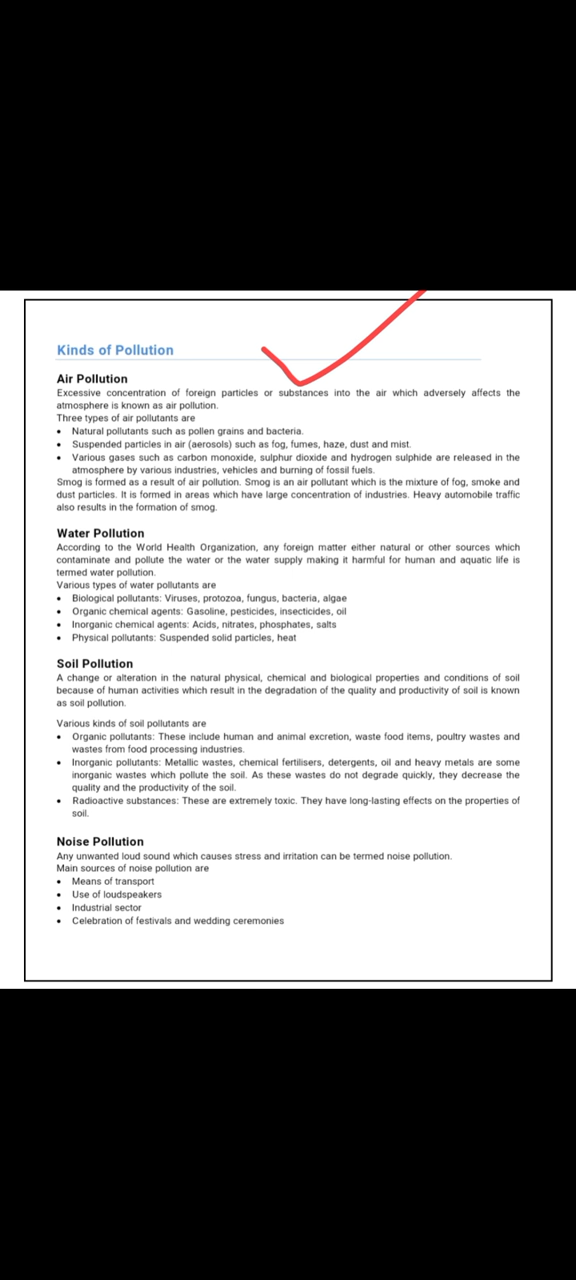 Kinds of Pollution
Air Pollution
Excessive concentration of foreign particles or substances into the air which adversely affects the
atmosphere is known as air pollution.
Three types of air pollutants are
• Natural pollutants such as pollen grains and bacteria.
• Suspended particles in air (aerosols) such as fog, fumes, haze, dust and mist.
• Various gases such as carbon monoxide, sulphur dioxide and hydrogen sulphide are released in the
atmosphere by various industries, vehicles and burning of fossil fuels.
Smog is formed as a result of air pollution. Smog is an air pollutant which is the mixture of fog, smoke and
dust particles. It is formed in areas which have large concentration of industries. Heavy automobile traffic
also results in the formation of smog.
Water Pollution
According to the World Health Organization, any foreign matter either natural or other sources which
contaminate and pollute the water or the water supply making it harmful for human and aquatic life is
termed water pollution.
Various types of water pollutants are
• Biological pollutants: Viruses, protozoa, fungus, bacteria, algae
• Organic chemical agents: Gasoline, pesticides, insecticides, oil
• Inorganic chemical agents: Acids, nitrates, phosphates, salts
• Physical pollutants: Suspended solid particles, heat
Soil Pollution
A change or alteration in the natural physical, chemical and biological properties and conditions of soil
because of human activities which result in the degradation of the quality and productivity of soil is known
as soil pollution.
Various kinds of soil pollutants are
• Organic pollutants: These include human and animal excretion, waste food items, poultry wastes and
wastes from food processing industries.
• Inorganic pollutants: Metallic wastes, chemical fertilisers, detergents, oil and heavy metals are some
inorganic wastes which pollute the soil. As these wastes do not degrade quickly, they decrease the
quality and the productivity of the soil.
• Radioactive substances: These are extremely toxic. They have long-lasting effects on the properties of
soil.
Noise Pollution
Any unwanted loud sound which causes stress and irritation can be termed noise pollution.
Main sources of noise pollution are
• Means of transport
• Use of loudspeakers
• Industrial sector
• Celebration of festivals and wedding ceremonies